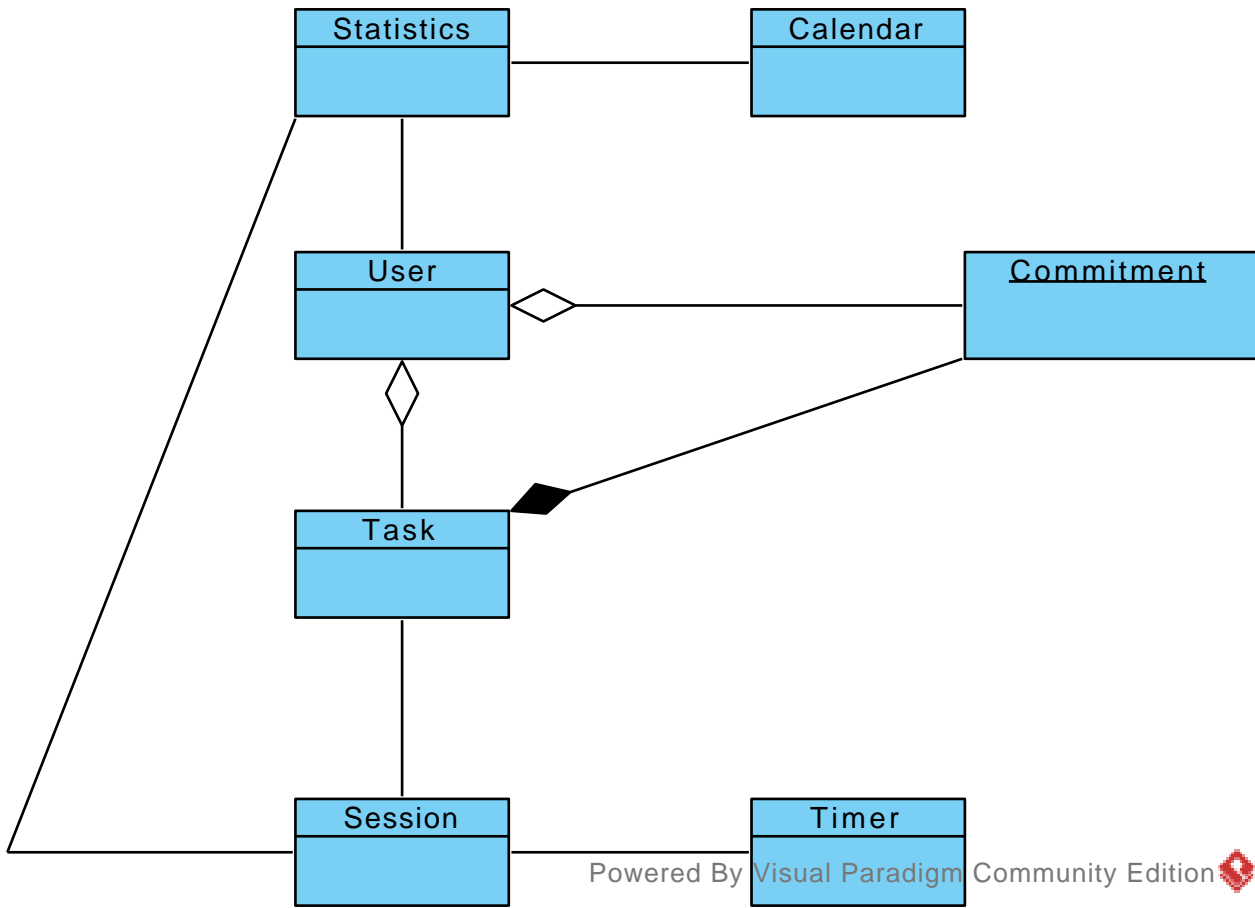 Statistics
Calendar
User
Commitment
Task
Session
Timer
Powered By Visual Paradigm Community Edition